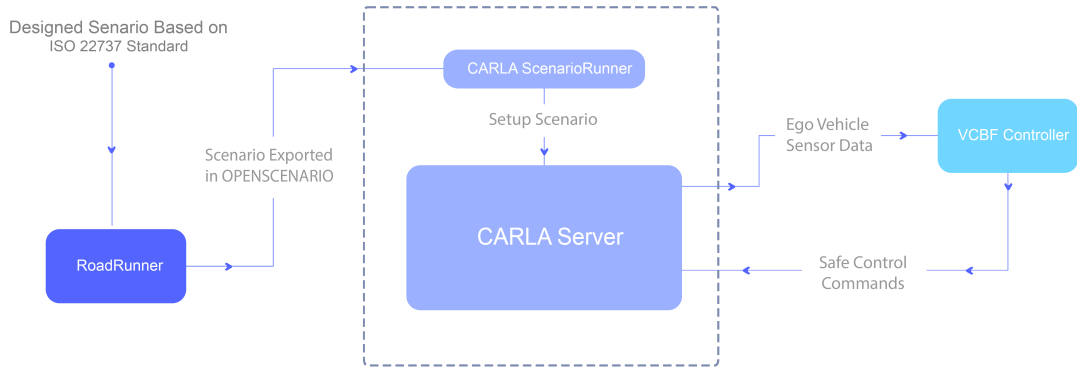 Designed Senario Based on
ISO 22737 Standard
RoadRunner
Scenario Exported
in OPENSCENARIO
CARLA ScenarioRunner
Setup Scenario
CARLA Server
Ego Vehicle
Sensor Data
VCBF Controller
Safe Control
Commands